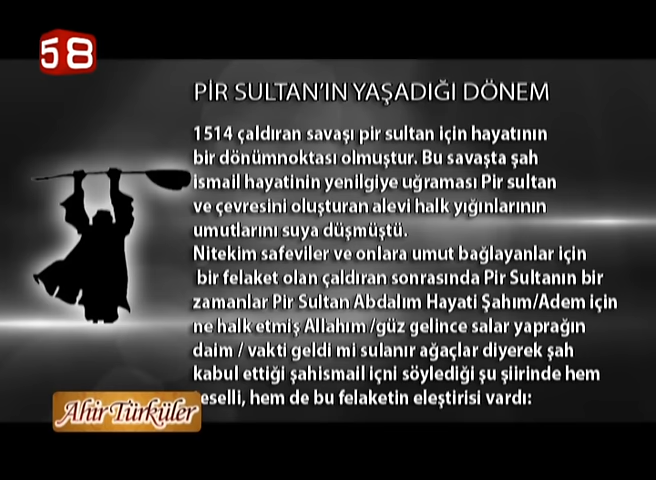 58
PİR SULTAN'IN YAŞADIĞI DÖNEM
1514 çaldıran savaşı pir sultan için hayatının
bir dönümnoktası olmuştur. Bu savaşta şah
ismail hayatinin yenilgiye uğraması Pir sultan
ve çevresini oluşturan alevi halk yığınlarının
umutlarını suya düşmüştü.
Nitekim safeviler ve onlara umut bağlayanlar için
bir felaket olan çaldıran sonrasında Pir Sultanın bir
zamanlar Pir Sultan Abdalım Hayati Şahım/Adem için
ne halk etmiş Allahım /güz gelince salar yaprağın
daim / vakti geldi mi sulanır ağaçlar diyerek şah
kabul ettiği şahismail içni söylediği şu şiirinde hem
eselli, hem de bu felaketin eleştirisi vardı:
Ahir Türküler